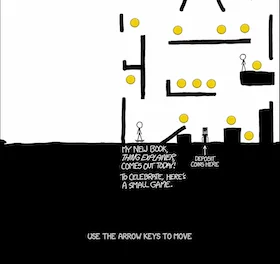 MY NEW BOOK,
THING EXPLAINER,
COMES OUT TODAY!
TO CELEBRATE, HERE'S
A SMALL GAME.
DEPOSIT
COINS HERE
USE THE ARROW KEYS TO MOVE